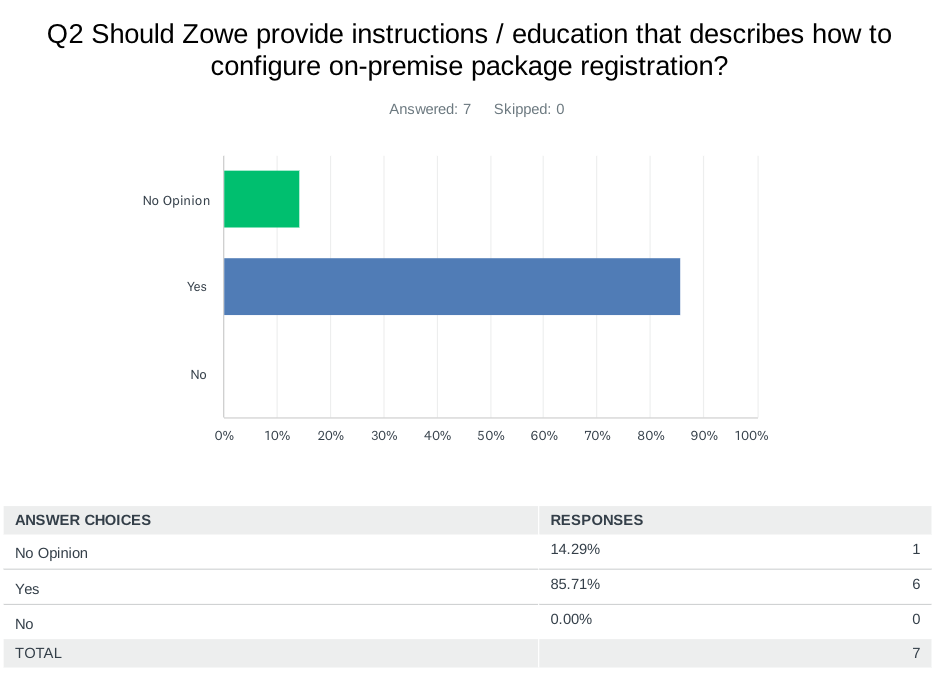 Q2 Should Zowe provide instructions / education that describes how to
configure on-premise package registration?
Answered: 7 Skipped: 0
No Opinion
Yes
No
0% 10% 20% 30% 40% 50% 60% 70% 80% 90% 100%
ANSWER CHOICES RESPONSES
No Opinion 14.29% 1
Yes 85.71% 6
No 0.00% 0
TOTAL 7